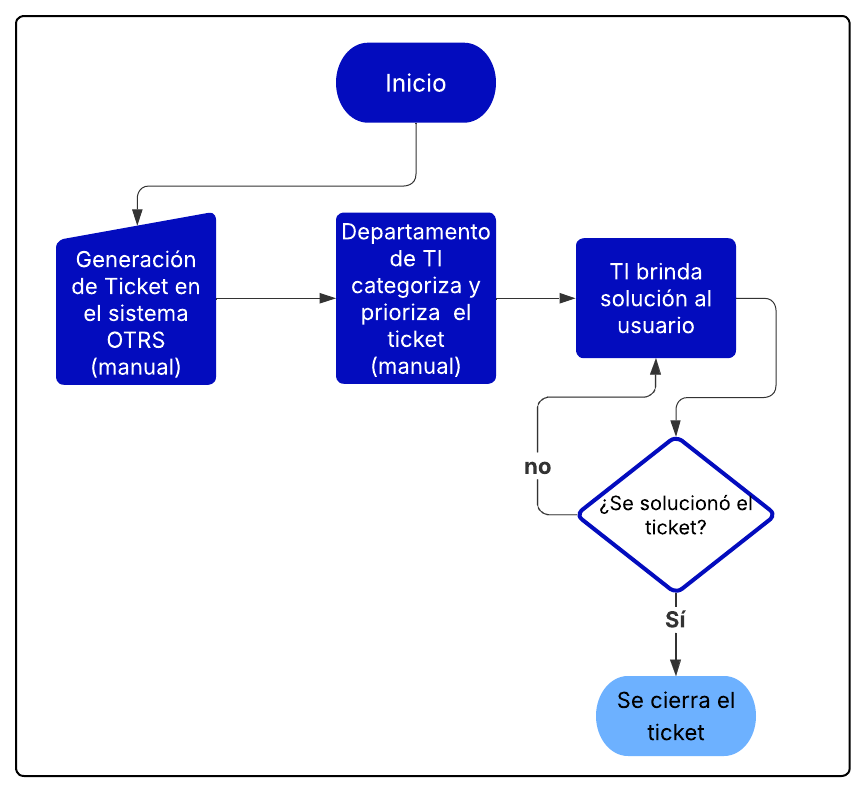 Inicio
Generación
de Ticket en
el sistema
OTRS
(manual)
Departamento
de TI
categoriza y
prioriza  el
ticket
(manual)
TI brinda
solución al
usuario
no
¿Se solucionó el
ticket?
Sí
Se cierra el
ticket